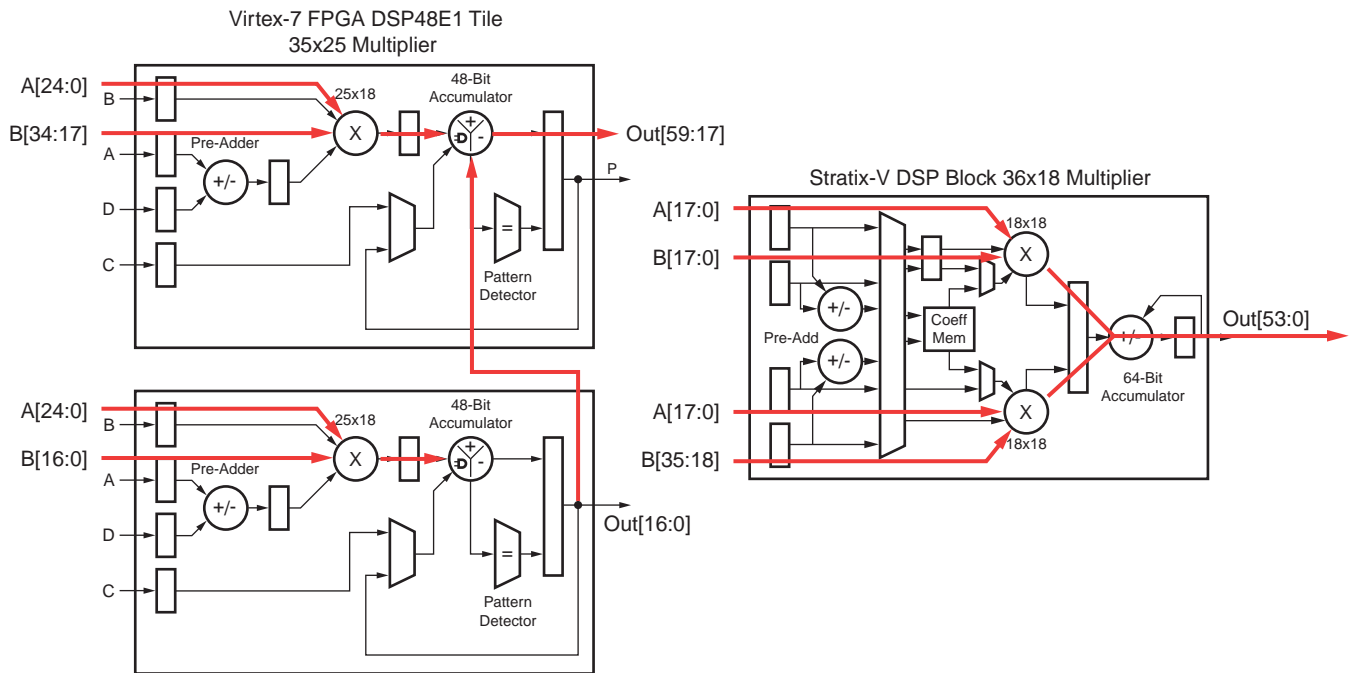 Virtex-7 FPGA DSP48E1 Tile
35x25 Multiplier
A[24:0]
B
B[34:17]
A
D
C
Pre-Adder
+/-
25x18
X
48-Bit
Accumulator
+
D
-
=
Pattern
Detector
Out[59:17]
P
A[24:0]
B
B[16:0]
A
D
C
Pre-Adder
+/-
25x18
X
48-Bit
Accumulator
+
D
-
=
Pattern
Detector
Out[16:0]
Stratix-V DSP Block 36x18 Multiplier
A[17:0]
B[17:0]
18x18
X
+/-
Pre-Add
+/-
Coeff
Mem
+/-
64-Bit
Accumulator
Out[53:0]
A[17:0]
X
18x18
B[35:18]